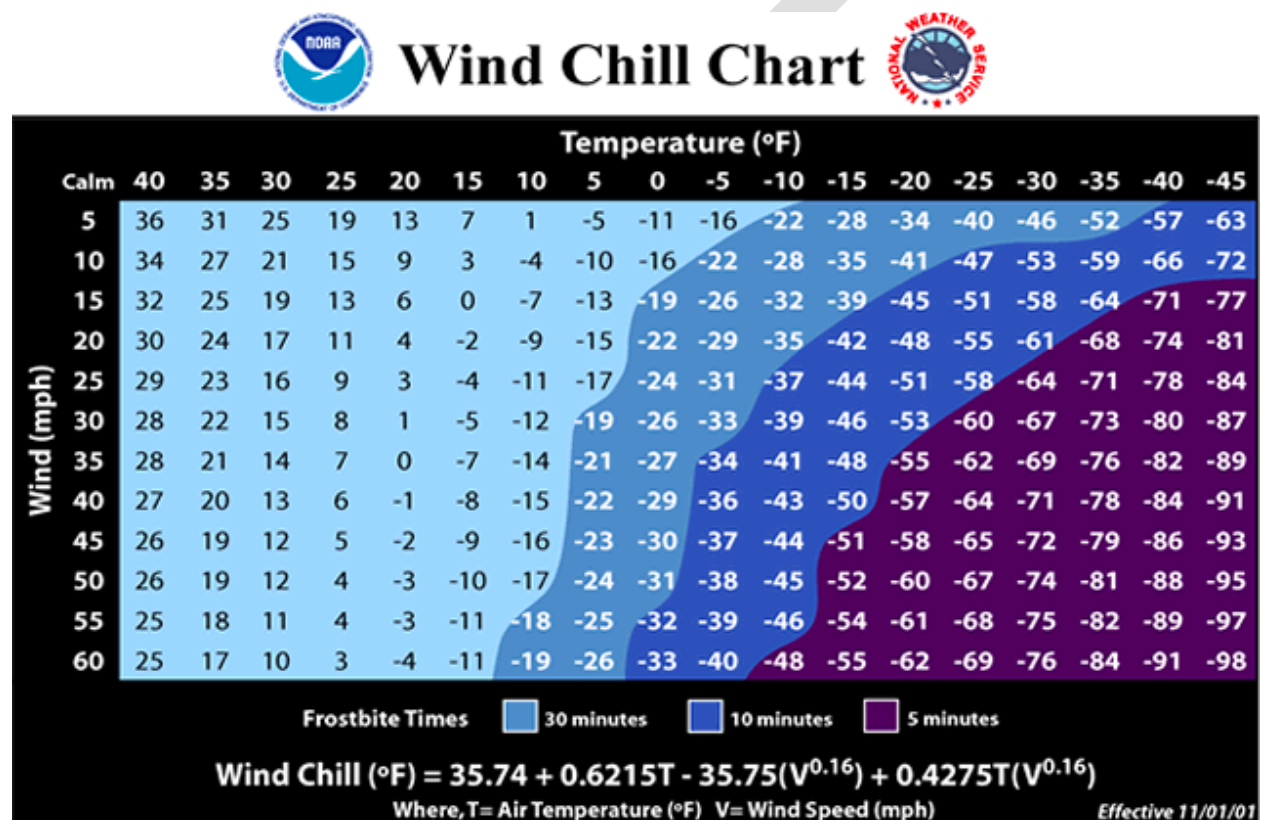 NOAA
Wind Chill Chart
NATIONAL WEATHER SERVICE
Temperature (ºF)
Calm 40 35 30 25 20 15 10 5 0 -5 -10 -15 -20 -25 -30 -35 -40 -45
Wind (mph)
5 36 31 25 19 13 7 1 -5 -11 -16 -22 -28 -34 -40 -46 -52 -57 -63
10 34 27 21 15 9 3 -4 -10 -16 -22 -28 -35 -41 -47 -53 -59 -66 -72
15 32 25 19 13 6 0 -7 -13 -19 -26 -32 -39 -45 -51 -58 -64 -71 -77
20 30 24 17 11 4 -2 -9 -15 -22 -29 -35 -42 -48 -55 -61 -68 -74 -81
25 29 23 16 9 3 -4 -11 -17 -24 -31 -37 -44 -51 -58 -64 -71 -78 -84
30 28 22 15 8 1 -5 -12 -19 -26 -33 -39 -46 -53 -60 -67 -73 -80 -87
35 28 21 14 7 0 -7 -14 -21 -27 -34 -41 -48 -55 -62 -69 -76 -82 -89
40 27 20 13 6 -1 -8 -15 -22 -29 -36 -43 -50 -57 -64 -71 -78 -84 -91
45 26 19 12 5 -2 -9 -16 -23 -30 -37 -44 -51 -58 -65 -72 -79 -86 -93
50 26 19 12 4 -3 -10 -17 -24 -31 -38 -45 -52 -60 -67 -74 -81 -88 -95
55 25 18 11 4 -3 -11 -18 -25 -32 -39 -46 -54 -61 -68 -75 -82 -89 -97
60 25 17 10 3 -4 -11 -19 -26 -33 -40 -48 -55 -62 -69 -76 -84 -91 -98
Frostbite Times 30 minutes 10 minutes 5 minutes
Wind Chill (ºF) = 35.74 + 0.6215T - 35.75(V^0.16) + 0.4275T(V^0.16)
Where, T= Air Temperature (ºF) V= Wind Speed (mph) Effective 11/01/01